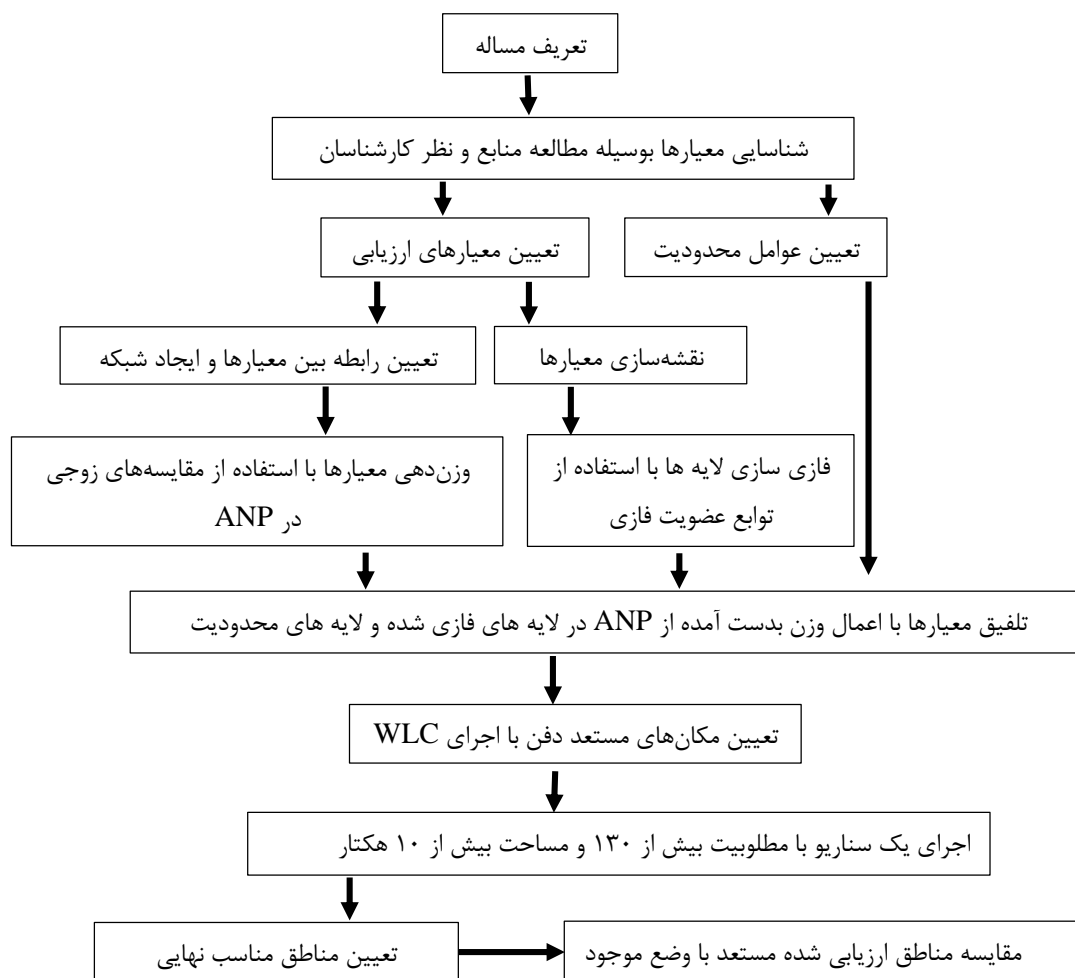 تعریف مساله
شناسایی معیارها بوسیله مطالعه منابع و نظر کارشناسان
تعیین عوامل محدودیت
تعیین معیارهای ارزیابی
نقشه‌سازی معیارها
تعیین رابطه بین معیارها و ایجاد شبکه
فازی سازی لایه ها با استفاده از
توابع عضویت فازی
وزن‌دهی معیارها با استفاده از مقایسه‌های زوجی
در ANP
تلفیق معیارها با اعمال وزن بدست آمده از ANP در لایه های فازی شده و لایه های محدودیت
تعیین مکان‌های مستعد دفن با اجرای WLC
اجرای یک سناریو با مطلوبیت بیش از ۱۳۰ و مساحت بیش از ۱۰ هکتار
تعیین مناطق مناسب نهایی
مقایسه مناطق ارزیابی شده مستعد با وضع موجود